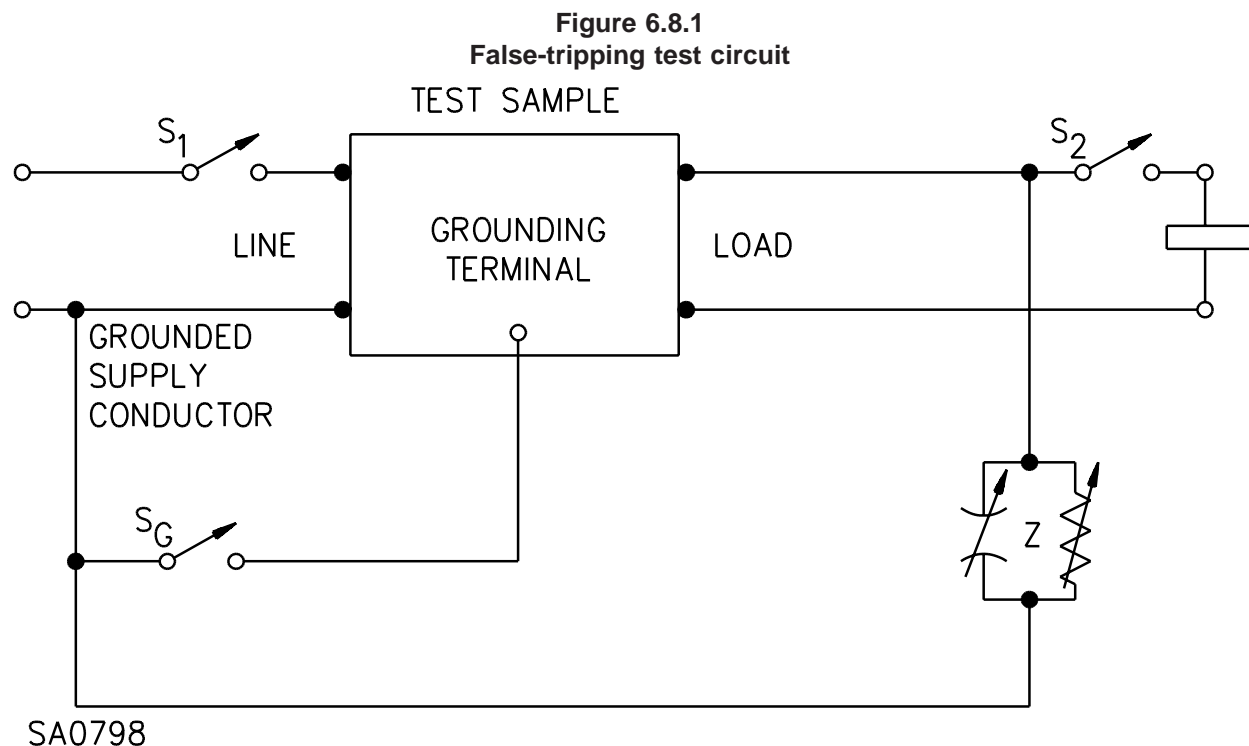 Figure 6.8.1
False-tripping test circuit
TEST SAMPLE
S1
S2
LINE
GROUNDING
TERMINAL
LOAD
GROUNDED
SUPPLY
CONDUCTOR
SG
Z
SA0798